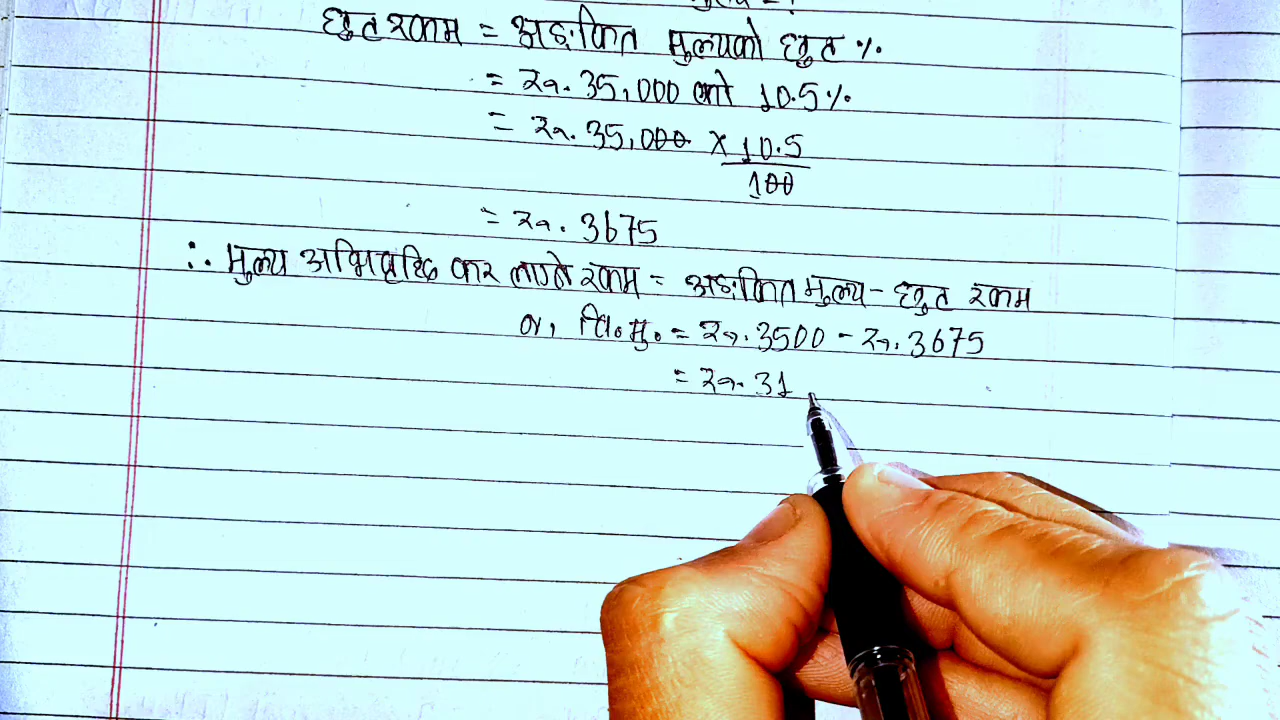 छुट रकम = अङ्कित मुल्यको छुट %
= रु. 35,000 को 10.5%
= रु. 35,000 × 10.5
100
= रु. 3675
∴ मुल्य अभिवृद्धि कर लाग्ने रकम = अङ्कित मुल्य - छुट रकम
or, वि॰मु॰ = रु. 3500 - रु. 3675
= रु. 31